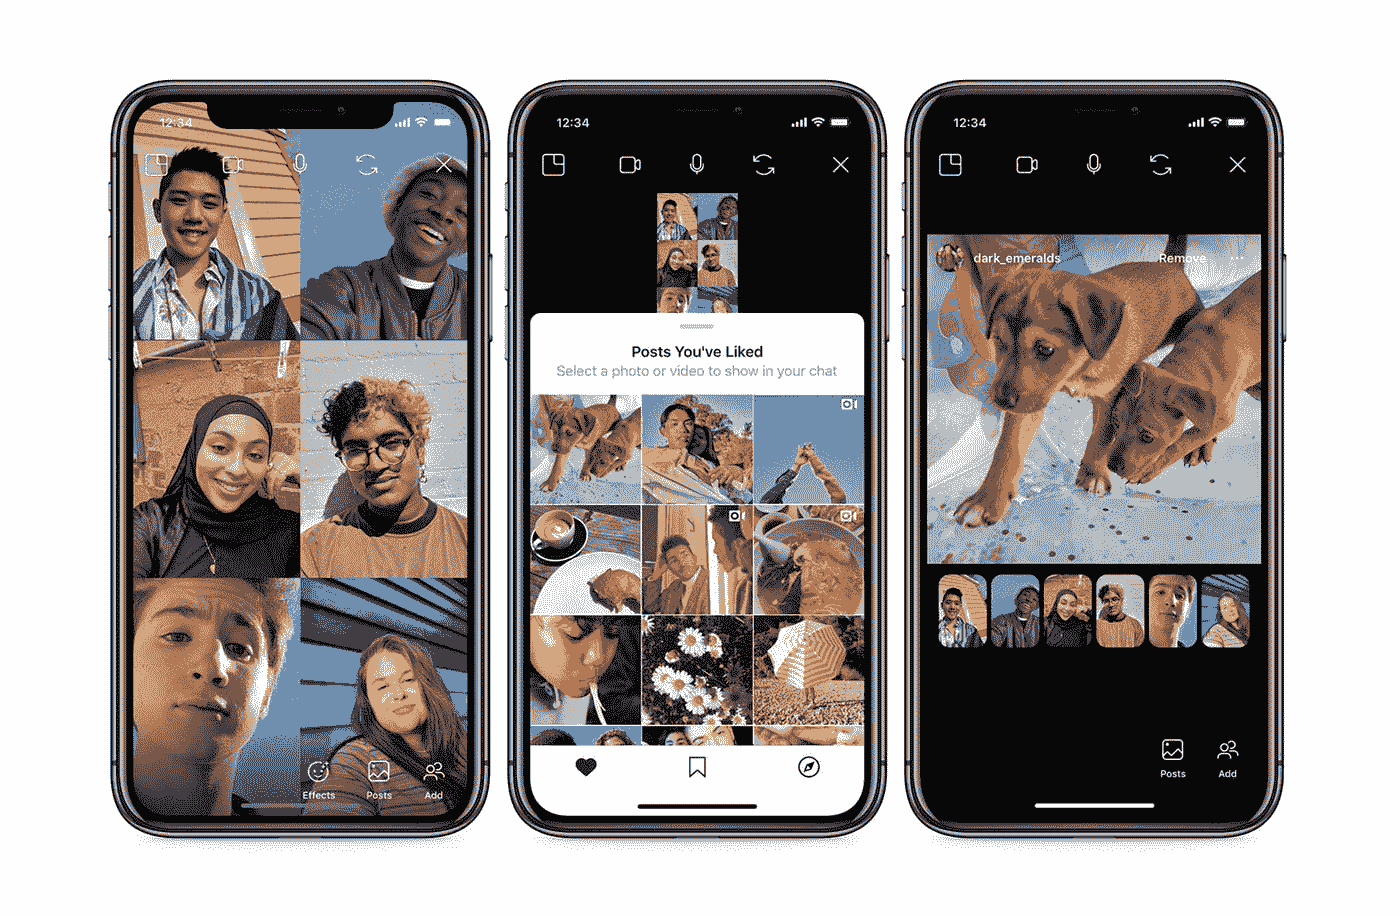 12:34
Effects
Posts
Add
12:34
Posts You've Liked
Select a photo or video to show in your chat
12:34
dark_emeralds
Remove
Posts
Add